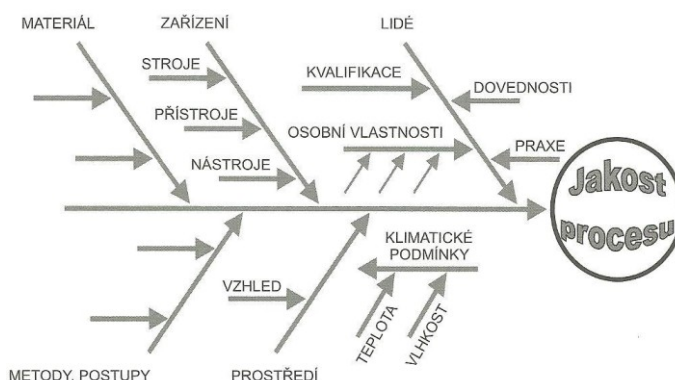 MATERIÁL
ZAŘÍZENÍ
LIDÉ
STROJE
KVALIFIKACE
DOVEDNOSTI
PŘÍSTROJE
OSOBNÍ VLASTNOSTI
PRAXE
NÁSTROJE
Jakost
procesu
KLIMATICKÉ
PODMÍNKY
VZHLED
TEPLOTA
VLHKOST
METODY, POSTUPY
PROSTŘEDÍ